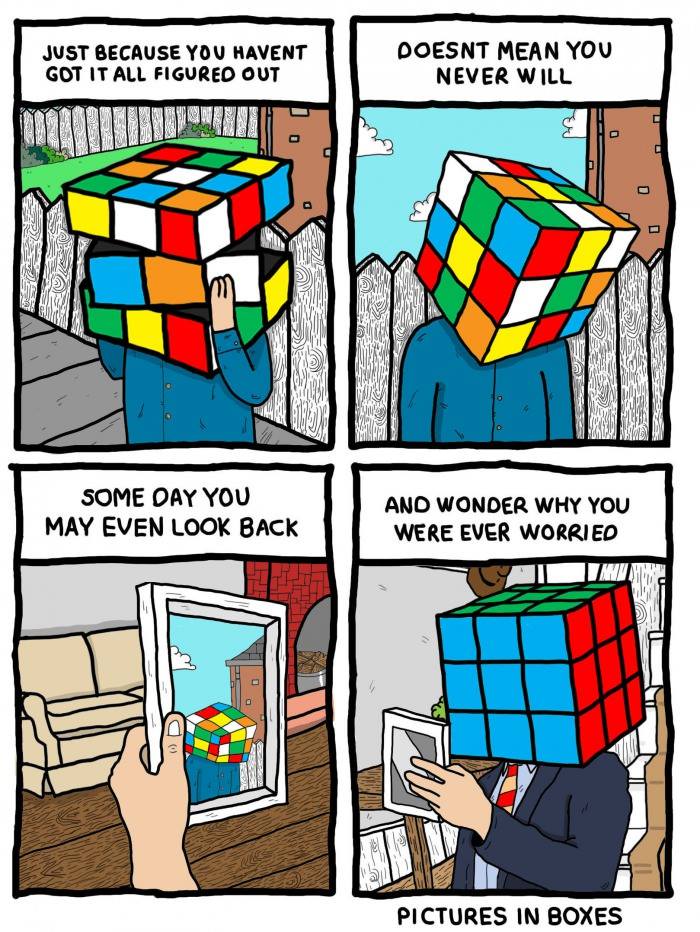 JUST BECAUSE YOU HAVENT
GOT IT ALL FIGURED OUT
DOESNT MEAN YOU
NEVER WILL
SOME DAY YOU
MAY EVEN LOOK BACK
AND WONDER WHY YOU
WERE EVER WORRIED
PICTURES IN BOXES